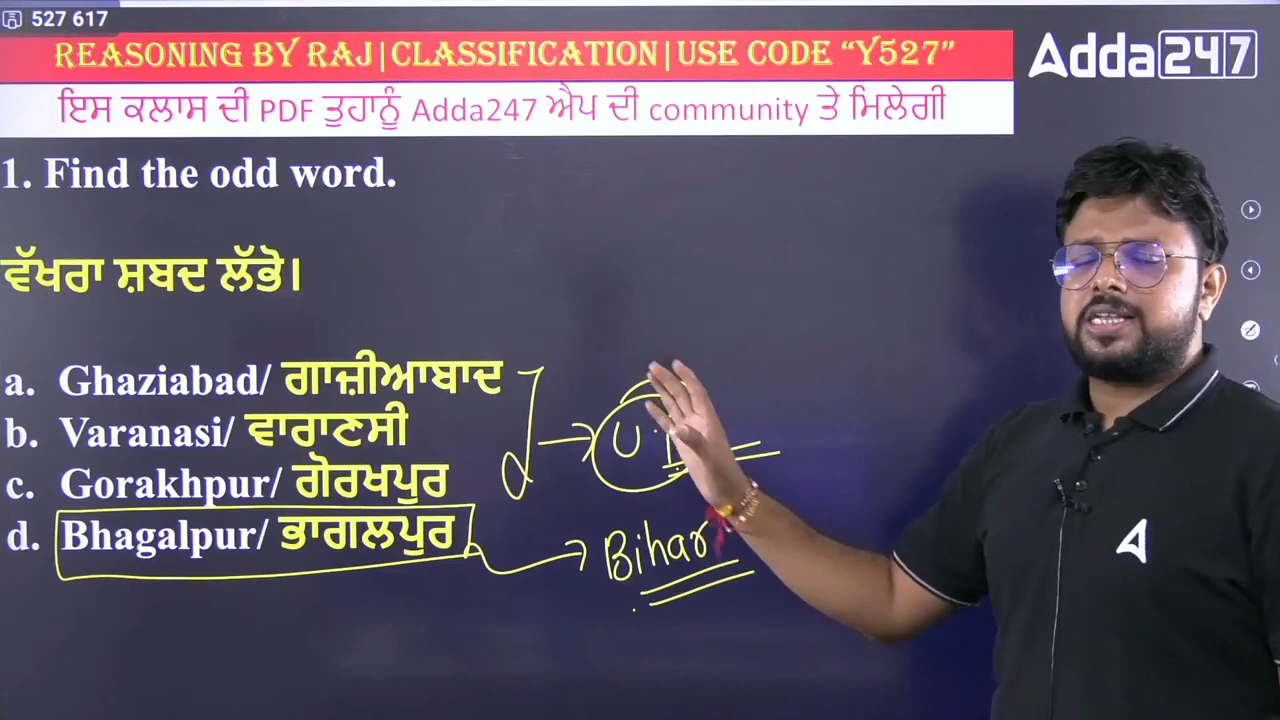 527 617
REASONING BY RAJ|CLASSIFICATION|USE CODE “Y527”
Adda247
ਇਸ ਕਲਾਸ ਦੀ PDF ਤੁਹਾਨੂੰ Adda247 ਐਪ ਦੀ community ਤੇ ਮਿਲੇਗੀ
1. Find the odd word.
ਵੱਖਰਾ ਸ਼ਬਦ ਲੱਭੋ।
a. Ghaziabad/ ਗਾਜ਼ੀਆਬਾਦ
b. Varanasi/ ਵਾਰਾਣਸੀ
c. Gorakhpur/ ਗੋਰਖਪੁਰ
d. Bhagalpur/ ਭਾਗਲਪੁਰ
Bihar